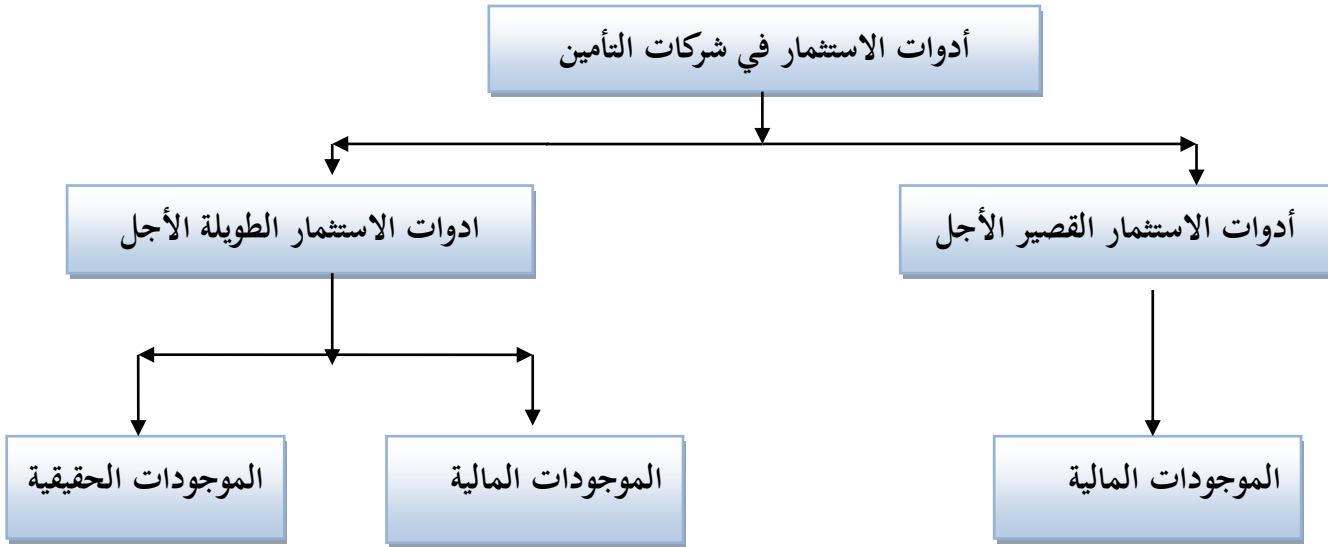 أدوات الاستثمار في شركات التأمين
أدوات الاستثمار القصير الأجل
ادوات الاستثمار الطويلة الأجل
الموجودات المالية
الموجودات المالية
الموجودات الحقيقية